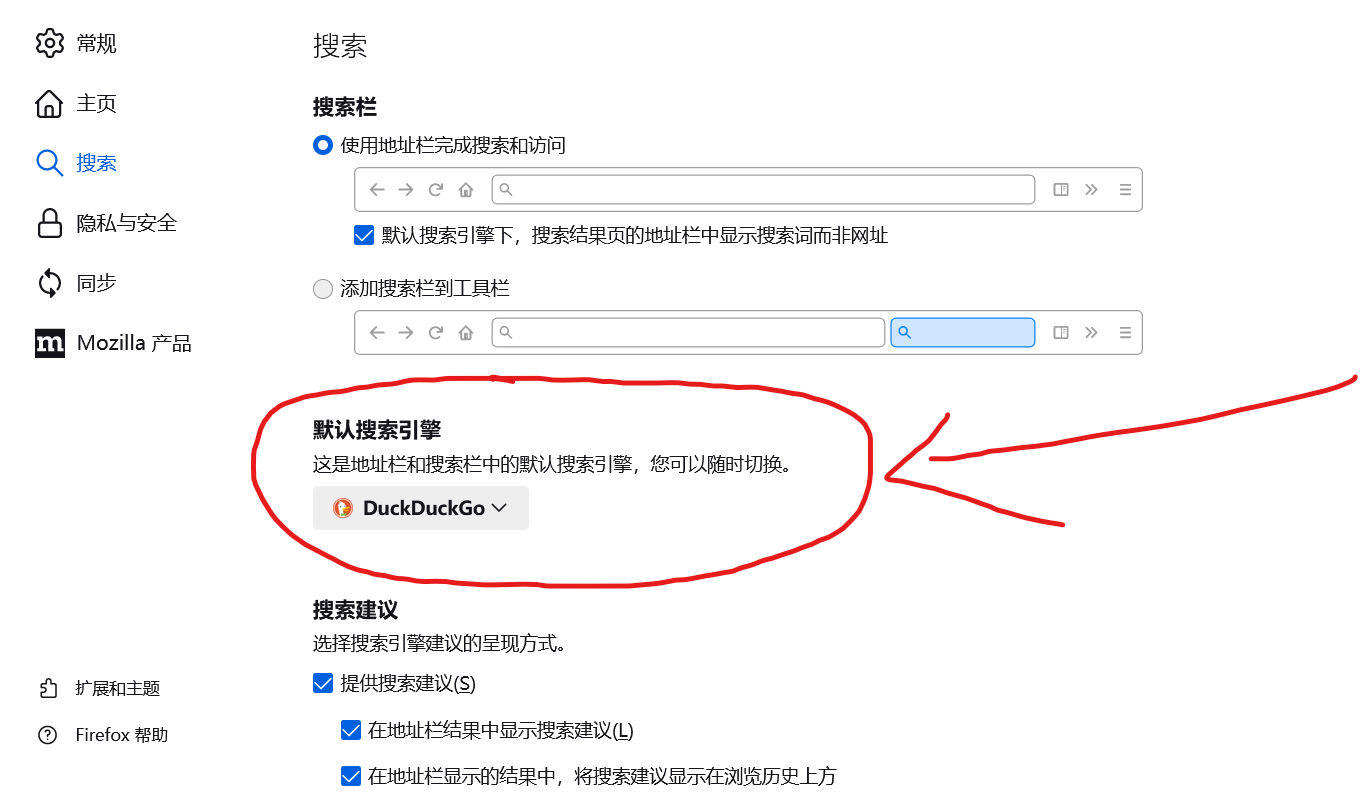 常规
主页
搜索
隐私与安全
同步
Mozilla 产品
扩展和主题
Firefox 帮助
搜索
搜索栏
使用地址栏完成搜索和访问
默认搜索引擎下，搜索结果页的地址栏中显示搜索词而非网址
添加搜索栏到工具栏
默认搜索引擎
这是地址栏和搜索栏中的默认搜索引擎，您可以随时切换。
DuckDuckGo
搜索建议
选择搜索引擎建议的呈现方式。
提供搜索建议(S)
在地址栏结果中显示搜索建议(L)
在地址栏显示的结果中，将搜索建议显示在浏览历史上方